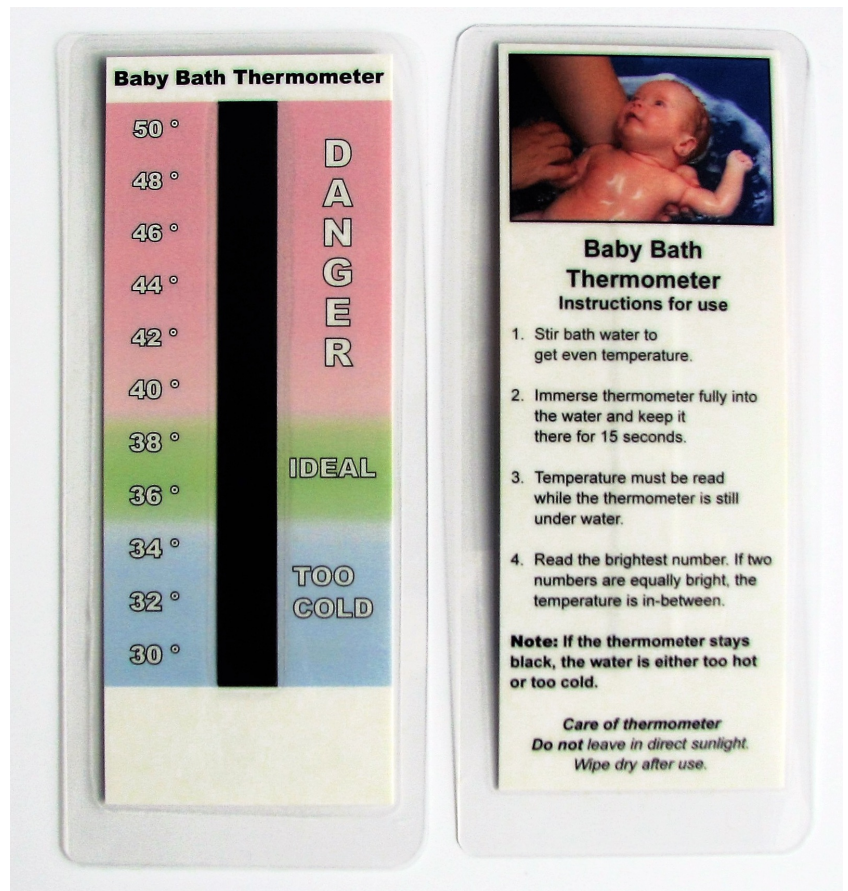 Baby Bath Thermometer
50 °
48 °
46 °
44 °
42 °
40 °
38 °
36 °
34 °
32 °
30 °
D
A
N
G
E
R
IDEAL
TOO
COLD
Baby Bath
Thermometer
Instructions for use
1. Stir bath water to
get even temperature.
2. Immerse thermometer fully into
the water and keep it
there for 15 seconds.
3. Temperature must be read
while the thermometer is still
under water.
4. Read the brightest number. If two
numbers are equally bright, the
temperature is in-between.
Note: If the thermometer stays
black, the water is either too hot
or too cold.
Care of thermometer
Do not leave in direct sunlight.
Wipe dry after use.